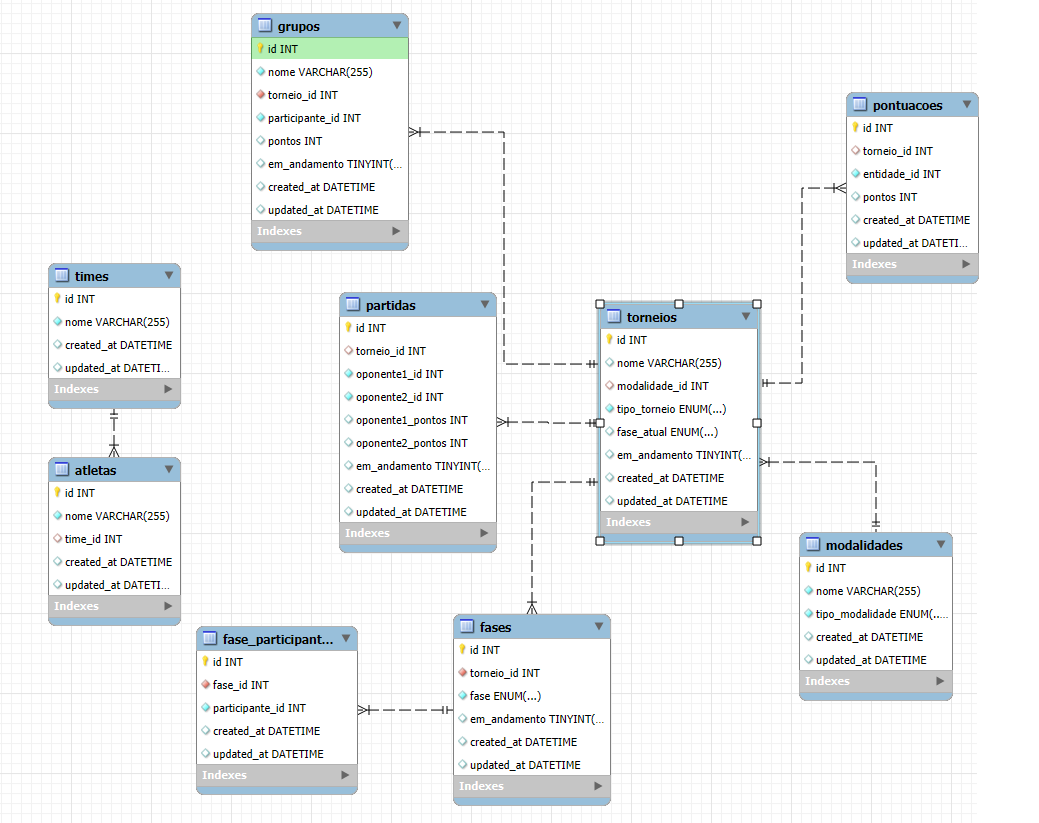 grupos
id INT
nome VARCHAR(255)
torneio_id INT
participante_id INT
pontos INT
em_andamento TINYINT(...
created_at DATETIME
updated_at DATETIME
Indexes
pontuacoes
id INT
torneio_id INT
entidade_id INT
pontos INT
created_at DATETIME
updated_at DATETI...
Indexes
times
id INT
nome VARCHAR(255)
created_at DATETIME
updated_at DATETI...
Indexes
partidas
id INT
torneio_id INT
oponente1_id INT
oponente2_id INT
oponente1_pontos INT
oponente2_pontos INT
em_andamento TINYINT(...
created_at DATETIME
updated_at DATETIME
Indexes
torneios
id INT
nome VARCHAR(255)
modalidade_id INT
tipo_torneio ENUM(...)
fase_atual ENUM(...)
em_andamento TINYINT(...
created_at DATETIME
updated_at DATETIME
Indexes
atletas
id INT
nome VARCHAR(255)
time_id INT
created_at DATETIME
updated_at DATETI...
Indexes
modalidades
id INT
nome VARCHAR(255)
tipo_modalidade ENUM(...
created_at DATETIME
updated_at DATETIME
Indexes
fase_participant...
id INT
fase_id INT
participante_id INT
created_at DATETIME
updated_at DATETIME
Indexes
fases
id INT
torneio_id INT
fase ENUM(...)
em_andamento TINYINT(...
created_at DATETIME
updated_at DATETIME
Indexes